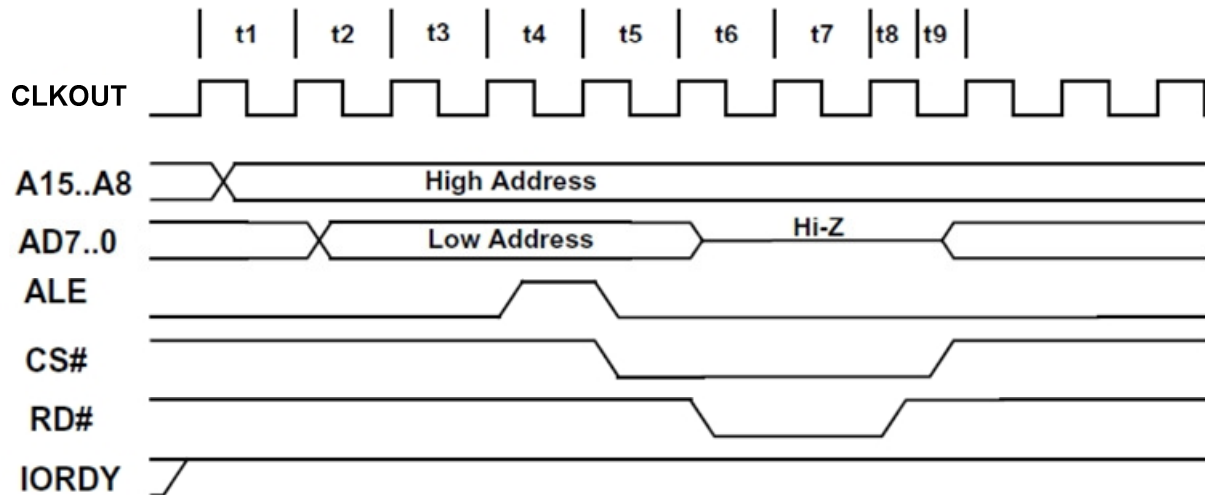 t1 t2 t3 t4 t5 t6 t7 t8 t9
CLKOUT
A15..A8 High Address
AD7..0 Low Address Hi-Z
ALE
CS#
RD#
IORDY